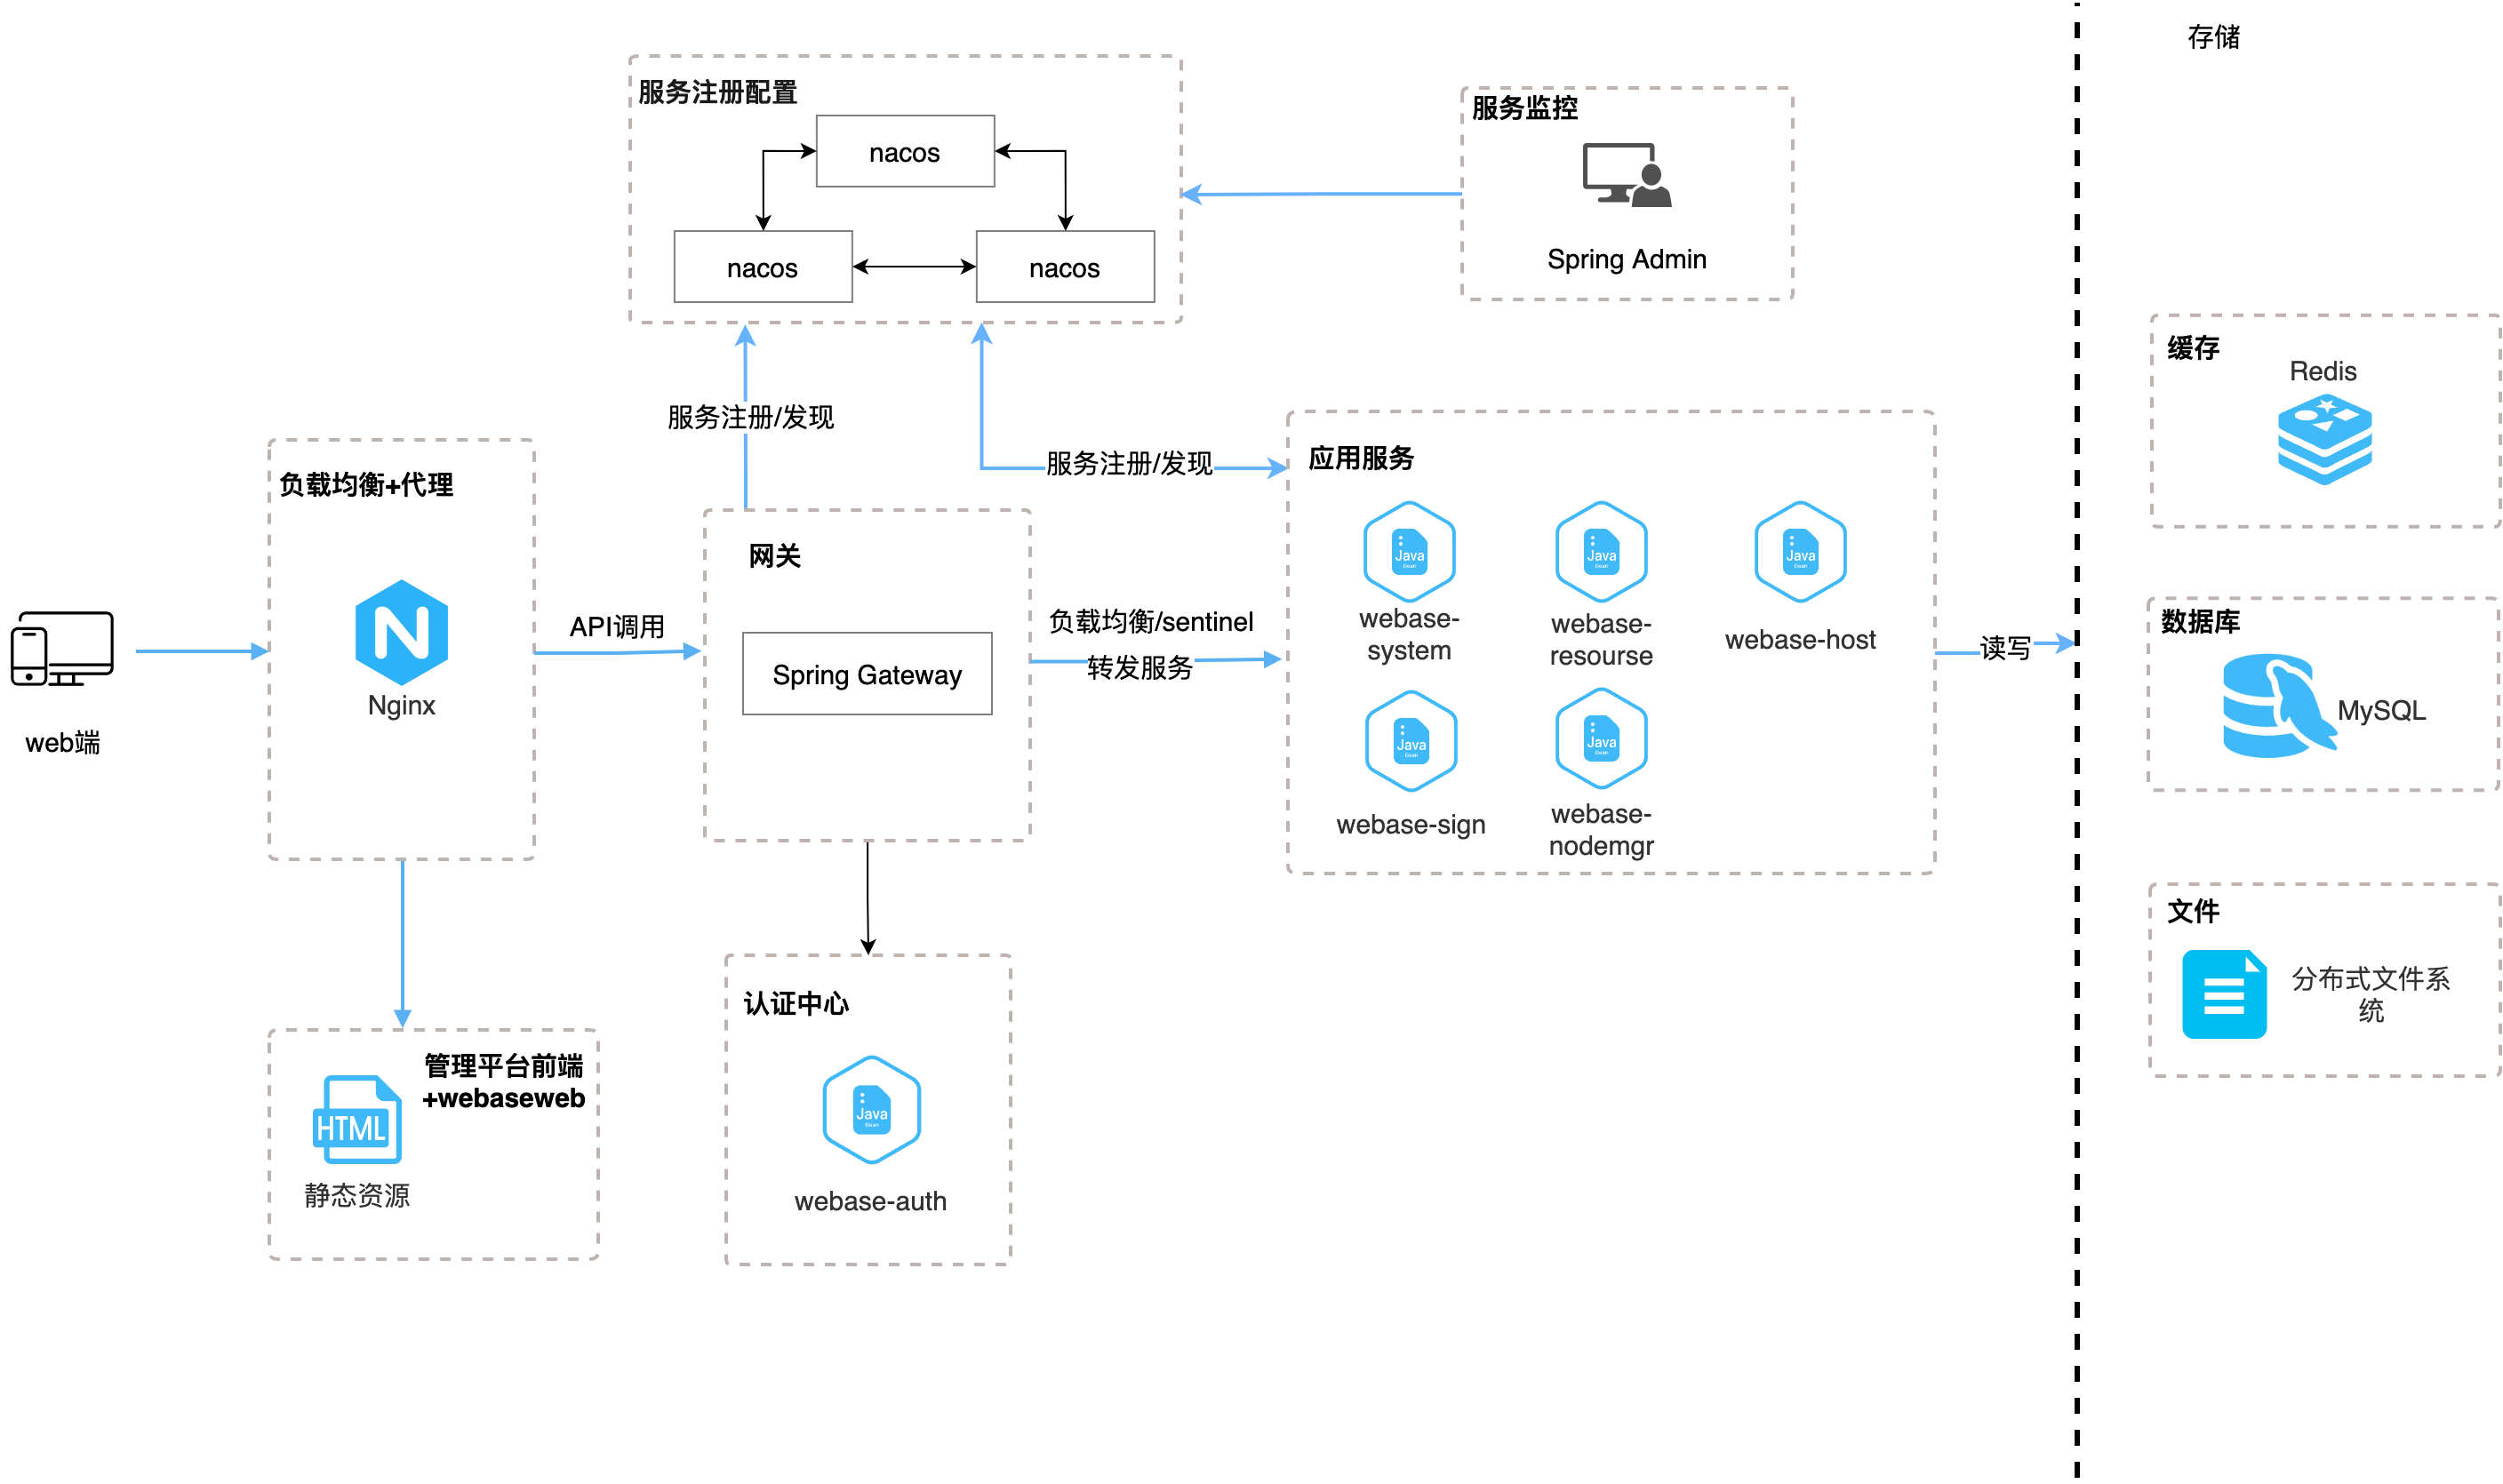 存储
服务注册配置
nacos
nacos
nacos
服务监控
Spring Admin
服务注册/发现
服务注册/发现
负载均衡+代理
Nginx
web端
API调用
网关
Spring Gateway
负载均衡/sentinel
转发服务
应用服务
Java
Bean
webase-
system
Java
Bean
webase-
resourse
Java
Bean
webase-host
Java
Bean
webase-sign
Java
Bean
webase-
nodemgr
读写
缓存
Redis
数据库
MySQL
文件
分布式文件系
统
认证中心
Java
Bean
webase-auth
管理平台前端
+webaseweb
HTML
静态资源